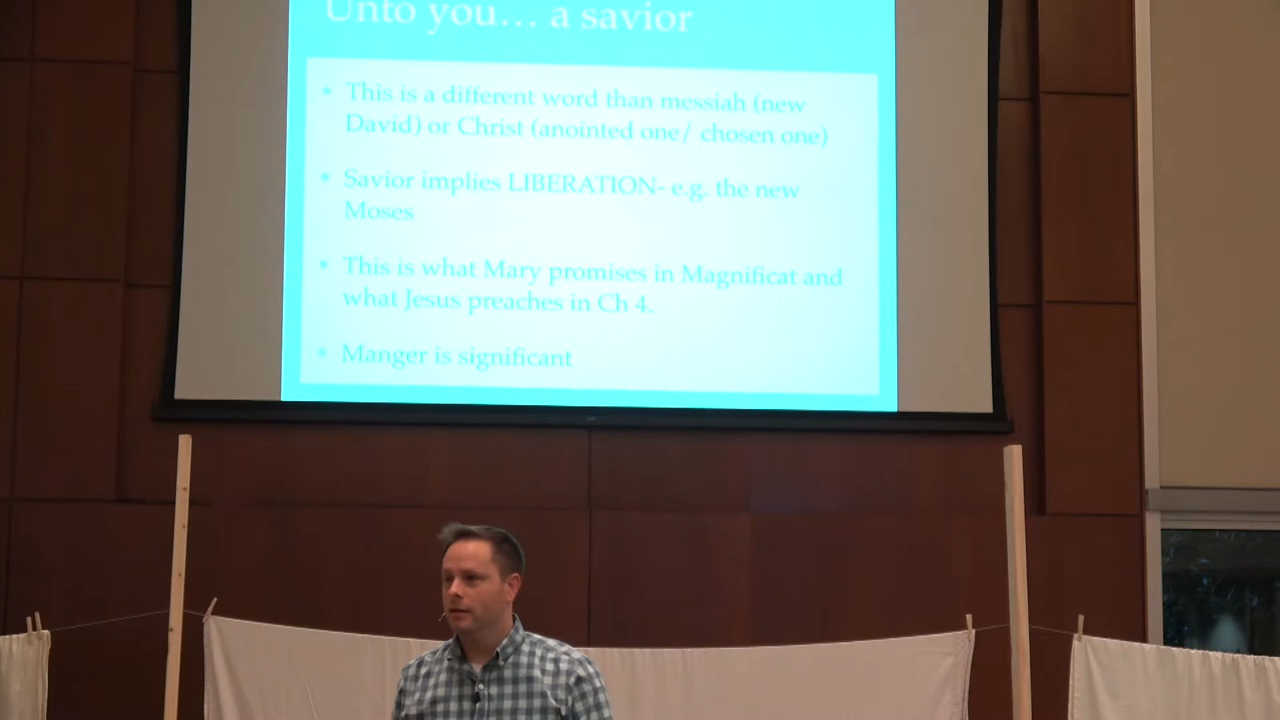 Unto you... a savior
This is a different word than messiah (new
David) or Christ (anointed one/ chosen one)
Savior implies LIBERATION- e.g. the new
Moses
This is what Mary promises in Magnificat and
what Jesus preaches in Ch 4.
Manger is significant